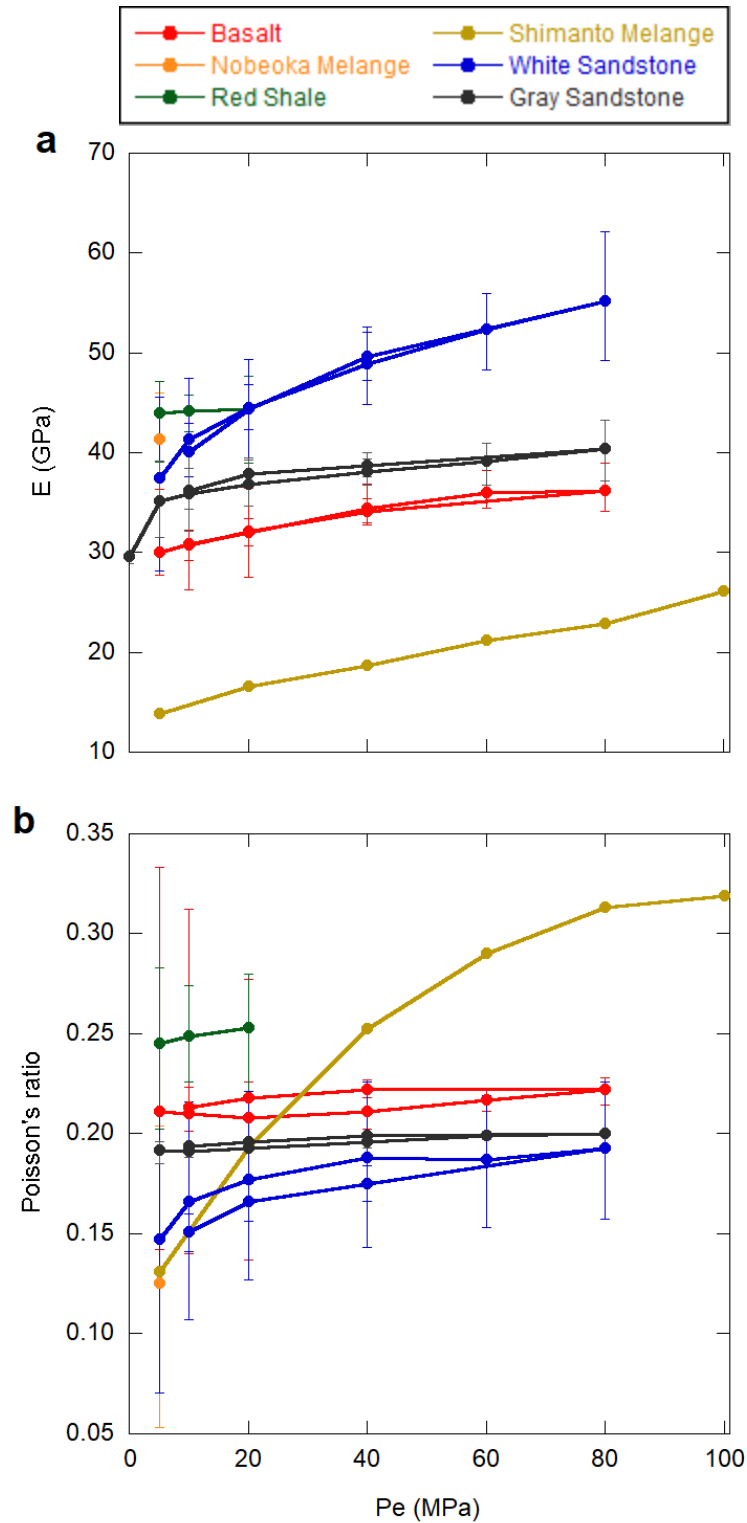 Basalt Shimanto Melange
Nobeoka Melange White Sandstone
Red Shale Gray Sandstone
a
70
60
50
40
30
20
10
E (GPa)
b
0.35
0.30
0.25
0.20
0.15
0.10
0.05
Poisson's ratio
0 20 40 60 80 100
Pe (MPa)